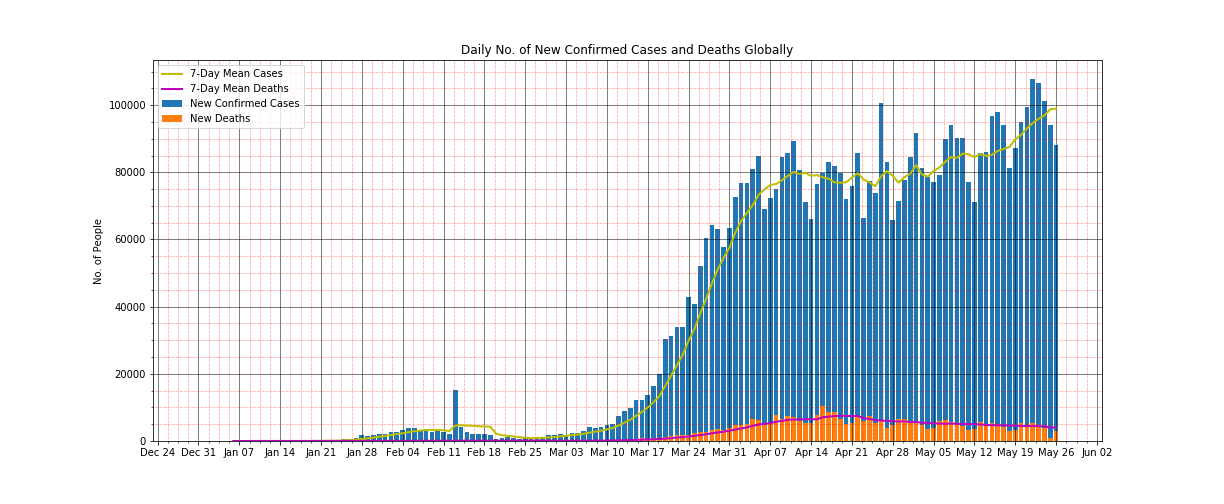 Daily No. of New Confirmed Cases and Deaths Globally
7-Day Mean Cases
7-Day Mean Deaths
New Confirmed Cases
New Deaths
No. of People
100000
80000
60000
40000
20000
0
Dec 24 Dec 31 Jan 07 Jan 14 Jan 21 Jan 28 Feb 04 Feb 11 Feb 18 Feb 25 Mar 03 Mar 10 Mar 17 Mar 24 Mar 31 Apr 07 Apr 14 Apr 21 Apr 28 May 05 May 12 May 19 May 26 Jun 02